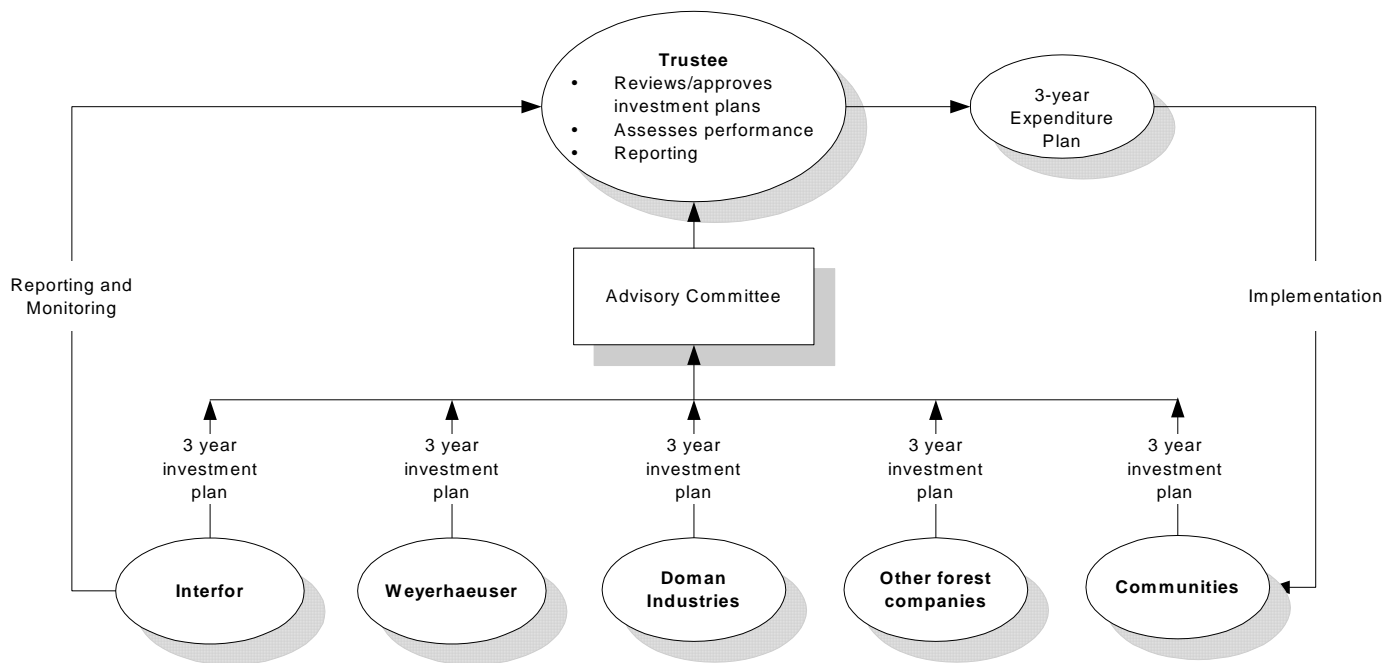 Trustee
• Reviews/approves
investment plans
• Assesses performance
• Reporting
3-year
Expenditure
Plan
Reporting and
Monitoring
Advisory Committee
Implementation
3 year
investment
plan
3 year
investment
plan
3 year
investment
plan
3 year
investment
plan
3 year
investment
plan
Interfor
Weyerhaeuser
Doman
Industries
Other forest
companies
Communities